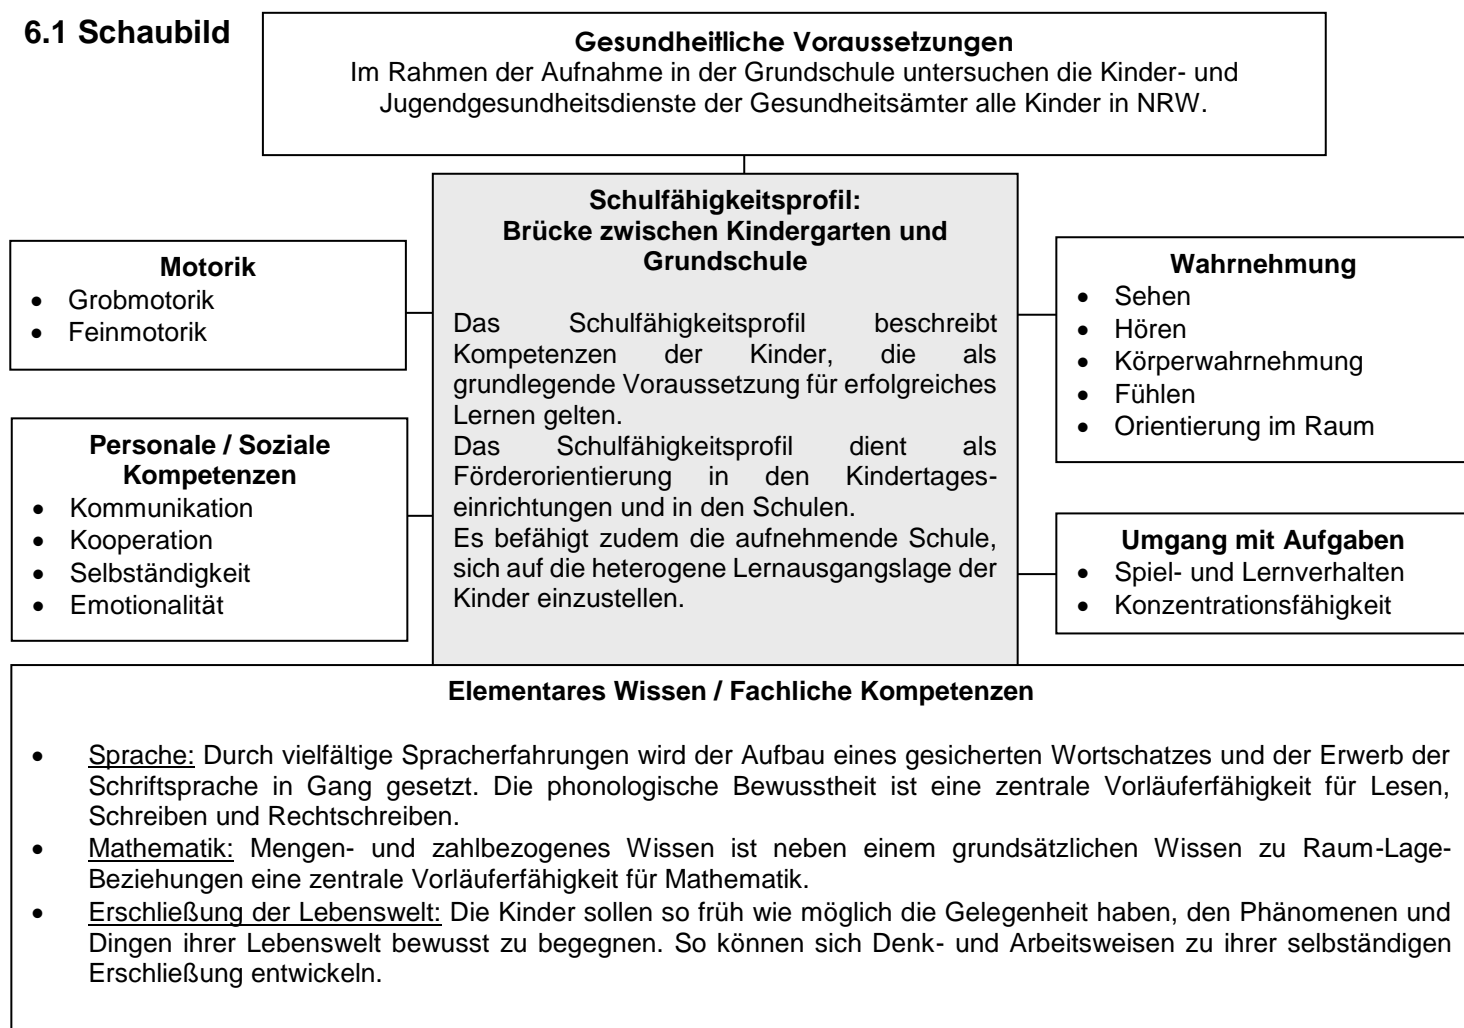 6.1 Schaubild
Gesundheitliche Voraussetzungen
Im Rahmen der Aufnahme in der Grundschule untersuchen die Kinder- und
Jugendgesundheitsdienste der Gesundheitsämter alle Kinder in NRW.
Schulfähigkeitsprofil:
Brücke zwischen Kindergarten und
Grundschule
Das Schulfähigkeitsprofil beschreibt
Kompetenzen der Kinder, die als
grundlegende Voraussetzung für erfolgreiches
Lernen gelten.
Das Schulfähigkeitsprofil dient als
Förderorientierung in den Kindertages-
einrichtungen und in den Schulen.
Es befähigt zudem die aufnehmende Schule,
sich auf die heterogene Lernausgangslage der
Kinder einzustellen.
Motorik
• Grobmotorik
• Feinmotorik
Personale / Soziale
Kompetenzen
• Kommunikation
• Kooperation
• Selbständigkeit
• Emotionalität
Wahrnehmung
• Sehen
• Hören
• Körperwahrnehmung
• Fühlen
• Orientierung im Raum
Umgang mit Aufgaben
• Spiel- und Lernverhalten
• Konzentrationsfähigkeit
Elementares Wissen / Fachliche Kompetenzen
• Sprache: Durch vielfältige Spracherfahrungen wird der Aufbau eines gesicherten Wortschatzes und der Erwerb der
Schriftsprache in Gang gesetzt. Die phonologische Bewusstheit ist eine zentrale Vorläuferfähigkeit für Lesen,
Schreiben und Rechtschreiben.
• Mathematik: Mengen- und zahlbezogenes Wissen ist neben einem grundsätzlichen Wissen zu Raum-Lage-
Beziehungen eine zentrale Vorläuferfähigkeit für Mathematik.
• Erschließung der Lebenswelt: Die Kinder sollen so früh wie möglich die Gelegenheit haben, den Phänomenen und
Dingen ihrer Lebenswelt bewusst zu begegnen. So können sich Denk- und Arbeitsweisen zu ihrer selbständigen
Erschließung entwickeln.